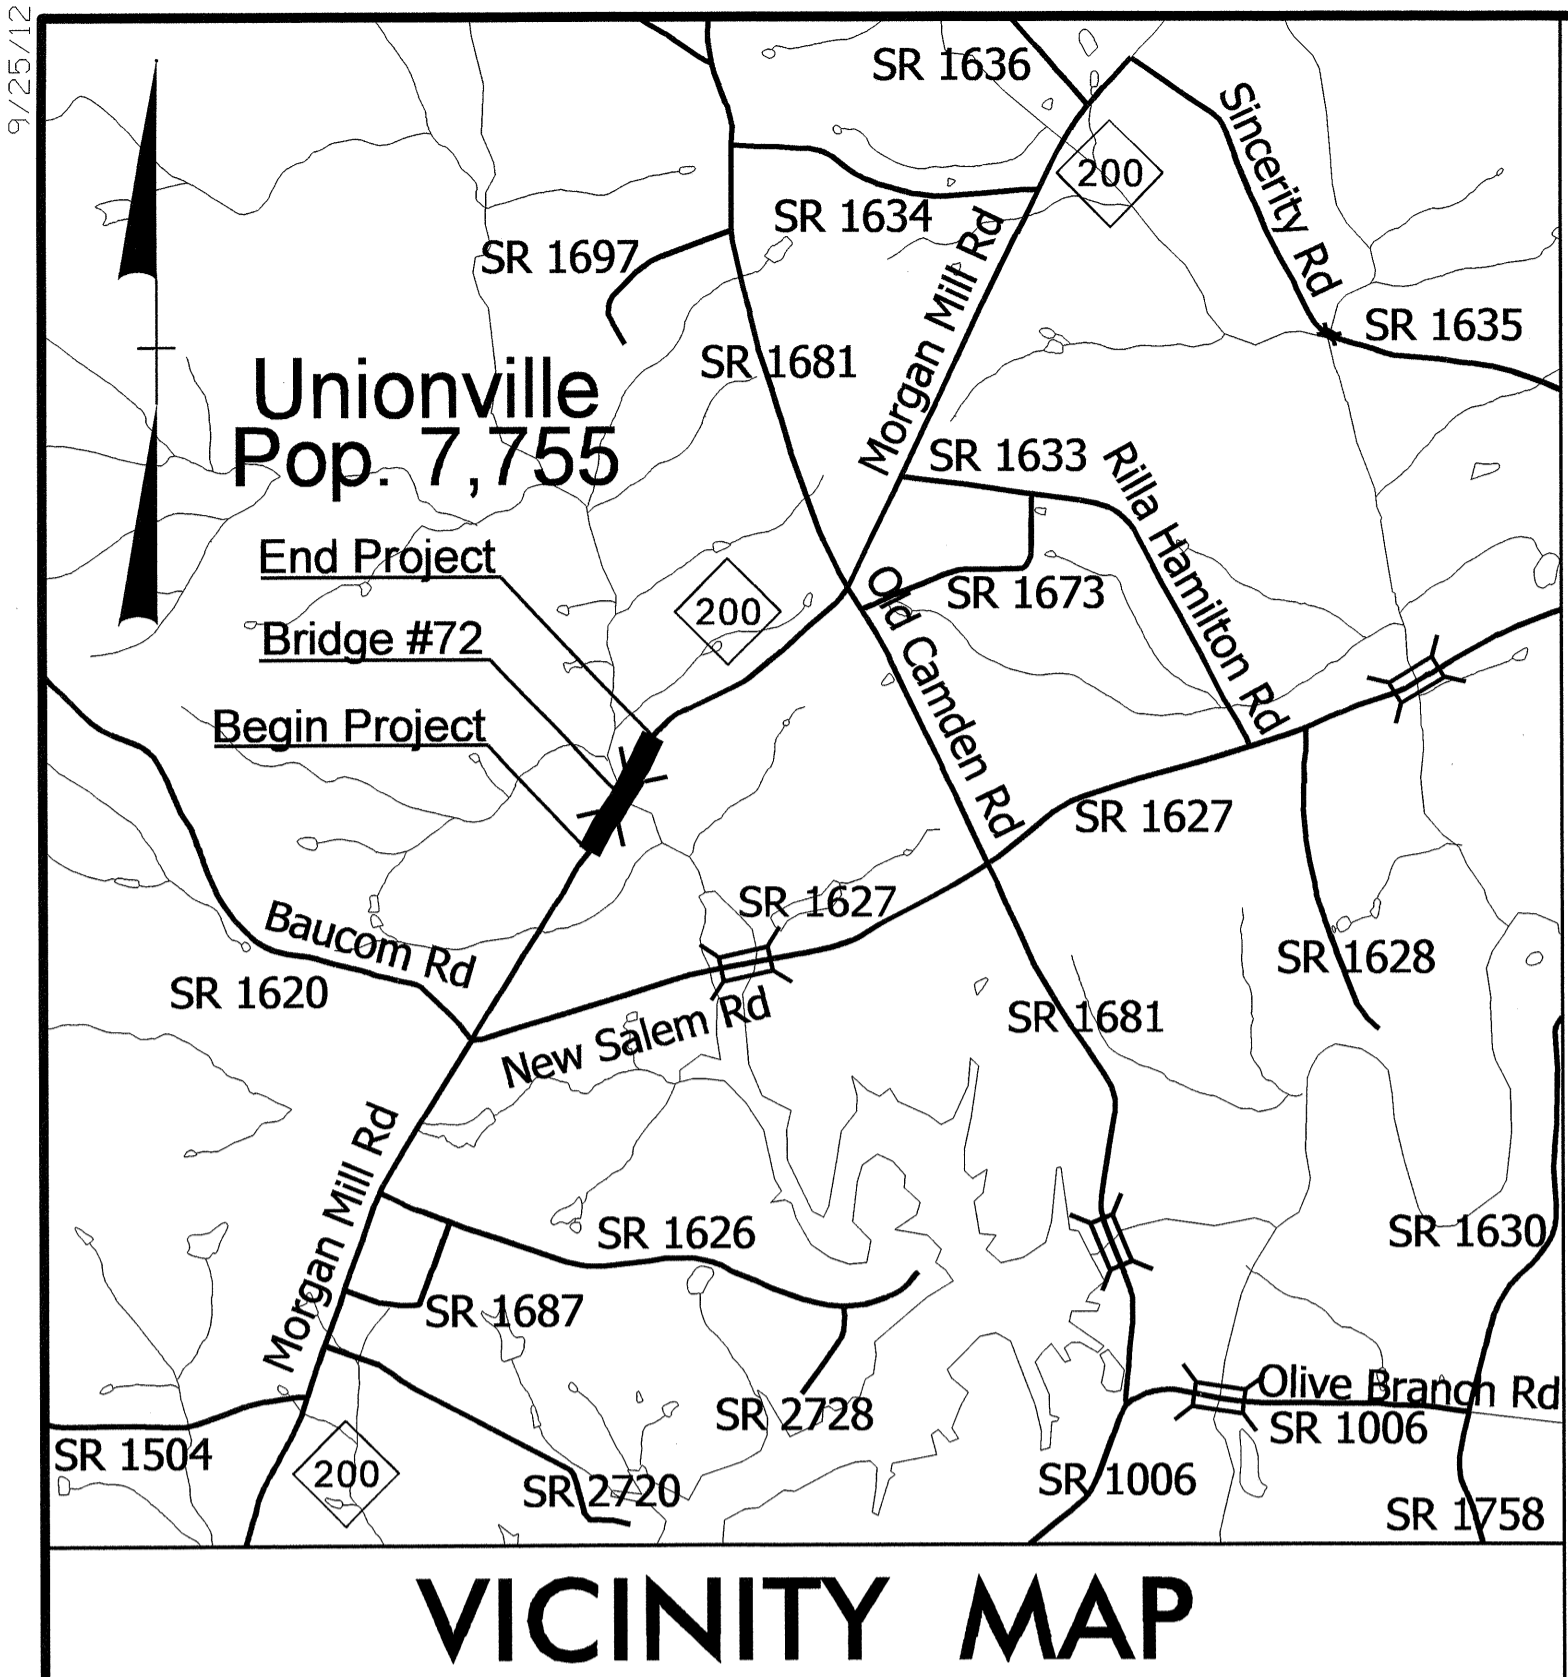 9/25/12
SR 1636
Sincerity Rd
200
SR 1634
SR 1697
Morgan Mill Rd
SR 1635
SR 1681
Unionville
Pop. 7,755
SR 1633
Rilla Hamilton Rd
End Project
200
SR 1673
Old Camden Rd
Bridge #72
Begin Project
SR 1627
SR 1627
Baucom Rd
SR 1628
SR 1620
New Salem Rd
SR 1681
Morgan Mill Rd
SR 1626
SR 1630
SR 1687
Olive Branch Rd
SR 2728
SR 1006
SR 1504
200
SR 2720
SR 1006
SR 1758
VICINITY MAP